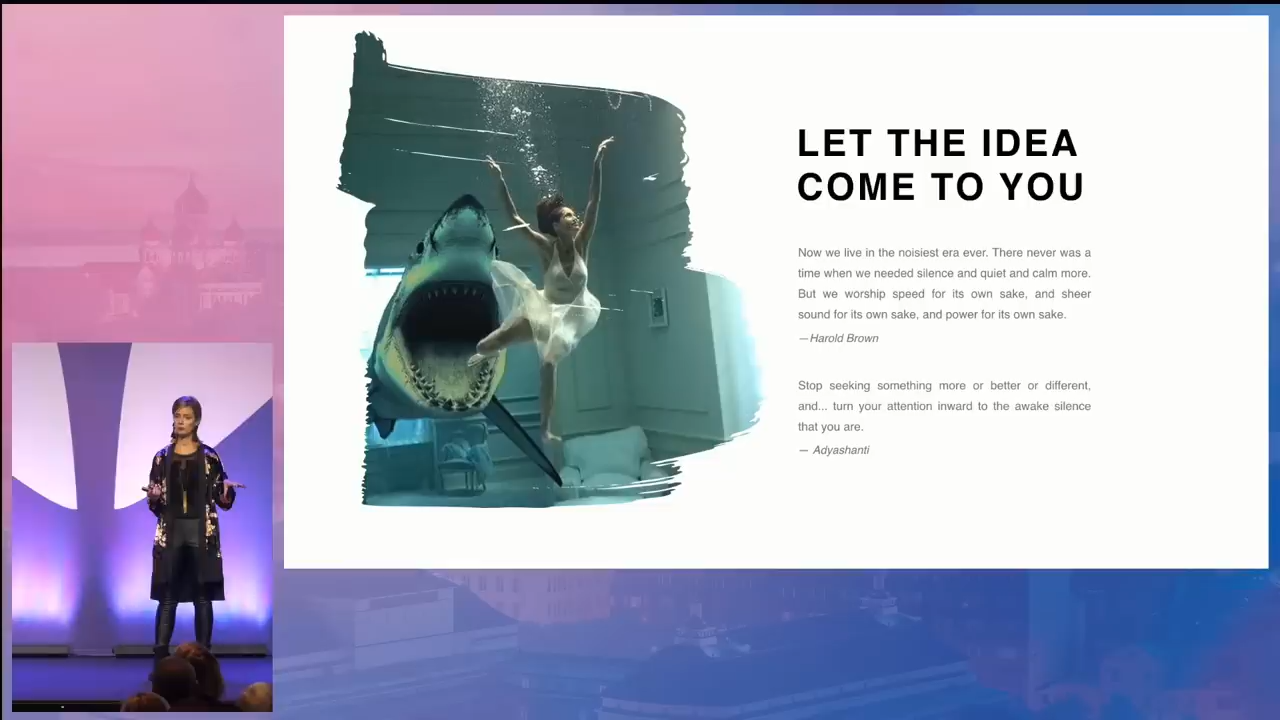 LET THE IDEA
COME TO YOU
Now we live in the noisiest era ever. There never was a
time when we needed silence and quiet and calm more.
But we worship speed for its own sake, and sheer
sound for its own sake, and power for its own sake.
—Harold Brown
Stop seeking something more or better or different,
and... turn your attention inward to the awake silence
that you are.
— Adyashanti